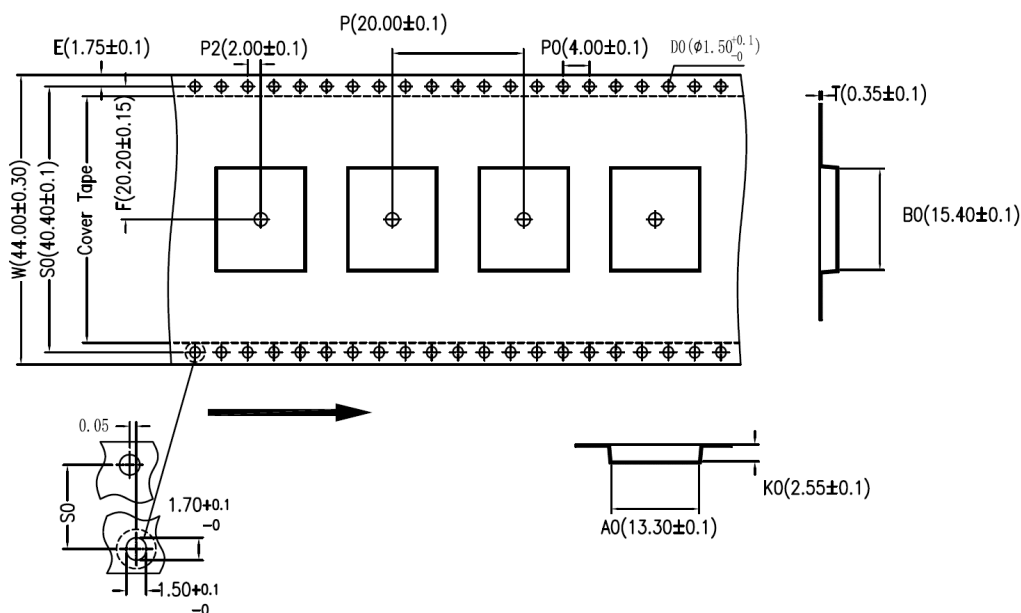 P(20.00±0.1)
E(1.75±0.1)
P2(2.00±0.1)
P0(4.00±0.1)
D0(ϕ1.50+0.1
-0)
T(0.35±0.1)
W(44.00±0.30)
S0(40.40±0.1)
Cover Tape
F(20.20±0.15)
B0(15.40±0.1)
0.05
S0
1.70+0.1
-0
1.50+0.1
-0
K0(2.55±0.1)
A0(13.30±0.1)